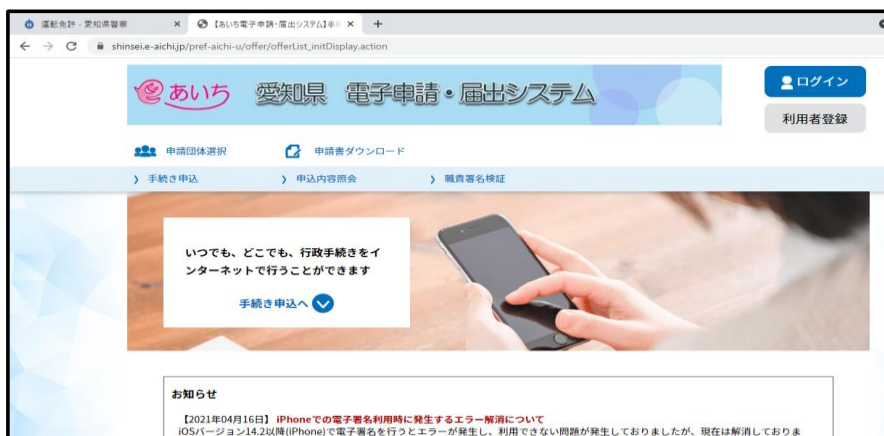 運転免許 - 愛知県警察
【あいち電子申請・届出システム】手
shinsei.e-aichi.jp/pref-aichi-u/offer/offerList_initDisplay.action
あいち 愛知県 電子申請・届出システム
ログイン
利用者登録
申請団体選択 申請書ダウンロード
手続き申込 申込内容照会 職責署名検証
いつでも、どこでも、行政手続きをイ
ンターネットで行うことができます
手続き申込へ
お知らせ
【2021年04月16日】 iPhoneでの電子署名利用時に発生するエラー解消について
iOSバージョン14.2以降(iPhone)で電子署名を行うとエラーが発生し、利用できない問題が発生しておりましたが、現在は解消しておりま